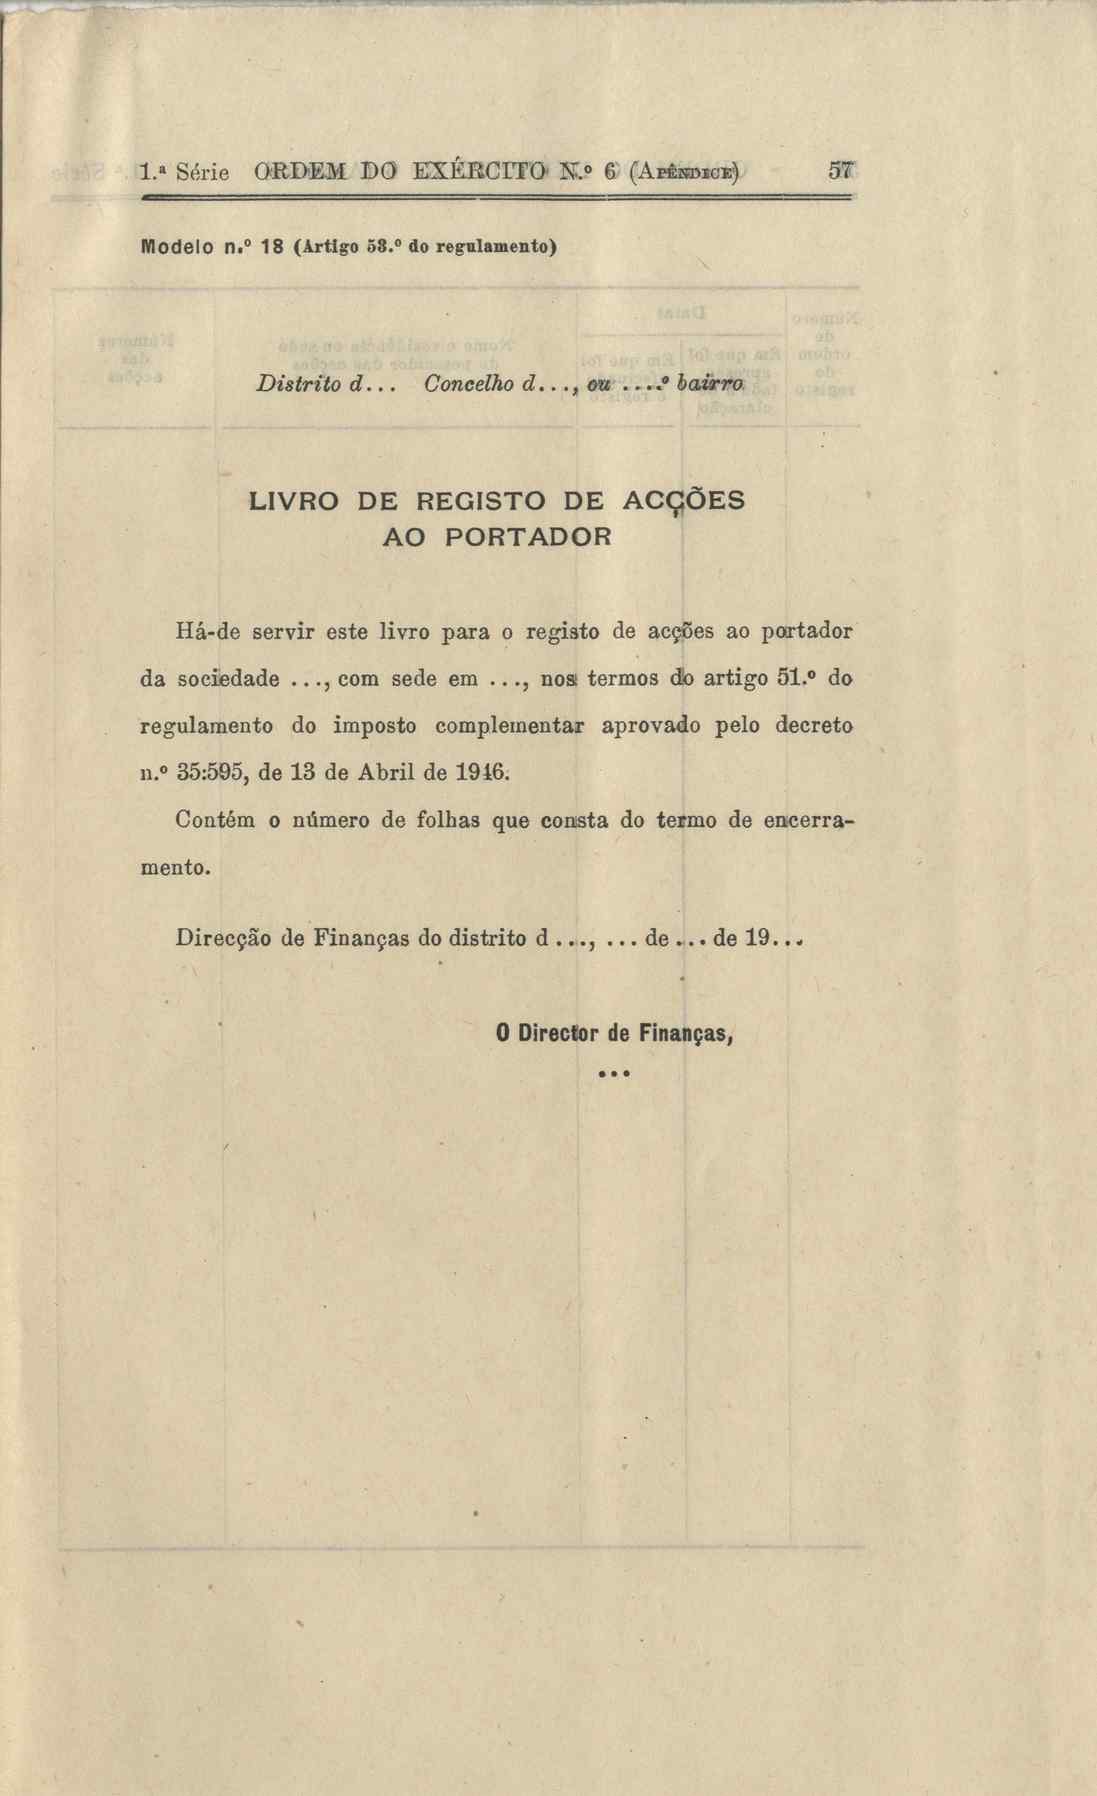 1.ª Série ORDEM DO EXÉRCITO N.º 6 (Apêndice) 57
Modelo n.º 18 (Artigo 53.º do regulamento)
Distrito d... Concelho d..., ou ....º bairro
LIVRO DE REGISTO DE ACÇÕES
AO PORTADOR
Há-de servir este livro para o registo de acções ao portador
da sociedade ..., com sede em ..., nos termos do artigo 51.º do
regulamento do imposto complementar aprovado pelo decreto
n.º 35:595, de 13 de Abril de 1946.
Contém o número de folhas que consta do termo de encerra-
mento.
Direcção de Finanças do distrito d ..., ... de ... de 19...
O Director de Finanças,
...